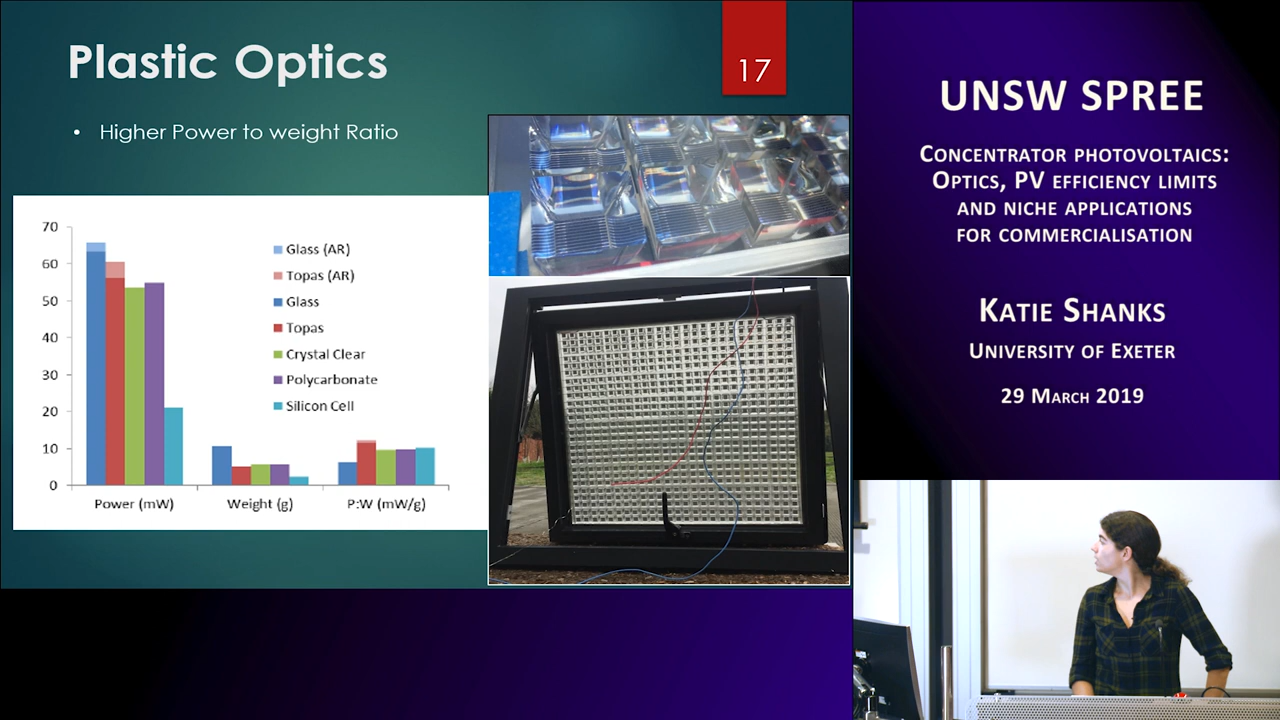 Plastic Optics
17
• Higher Power to weight Ratio
70
60
50
40
30
20
10
0
Glass (AR)
Topas (AR)
Glass
Topas
Crystal Clear
Polycarbonate
Silicon Cell
Power (mW)
Weight (g)
P:W (mW/g)
UNSW SPREE
Concentrator photovoltaics:
Optics, PV efficiency limits
and niche applications
for commercialisation
Katie Shanks
University of Exeter
29 March 2019